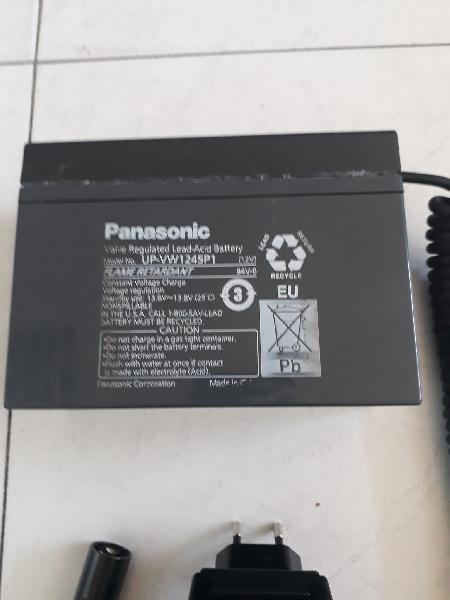 Panasonic
Valve Regulated Lead-Acid Battery
Model No. UP-VW1245P1 [12V]
FLAME RETARDANT 94V-0
Constant Voltage Charge
Voltage regulation
Standby use: 13.6V~13.8V (25°C)
NONSPILLABLE
IN THE U.S.A. CALL 1-800-SAV-LEAD
BATTERY MUST BE RECYCLED.
CAUTION
•Do not charge in a gas tight container.
•Do not short the battery terminals.
•Do not incinerate.
•Flush with water at once if contact
is made with electrolyte (Acid).
Panasonic Corporation
Made in
LEAD
RETURN
RECYCLE
3
EU
Pb